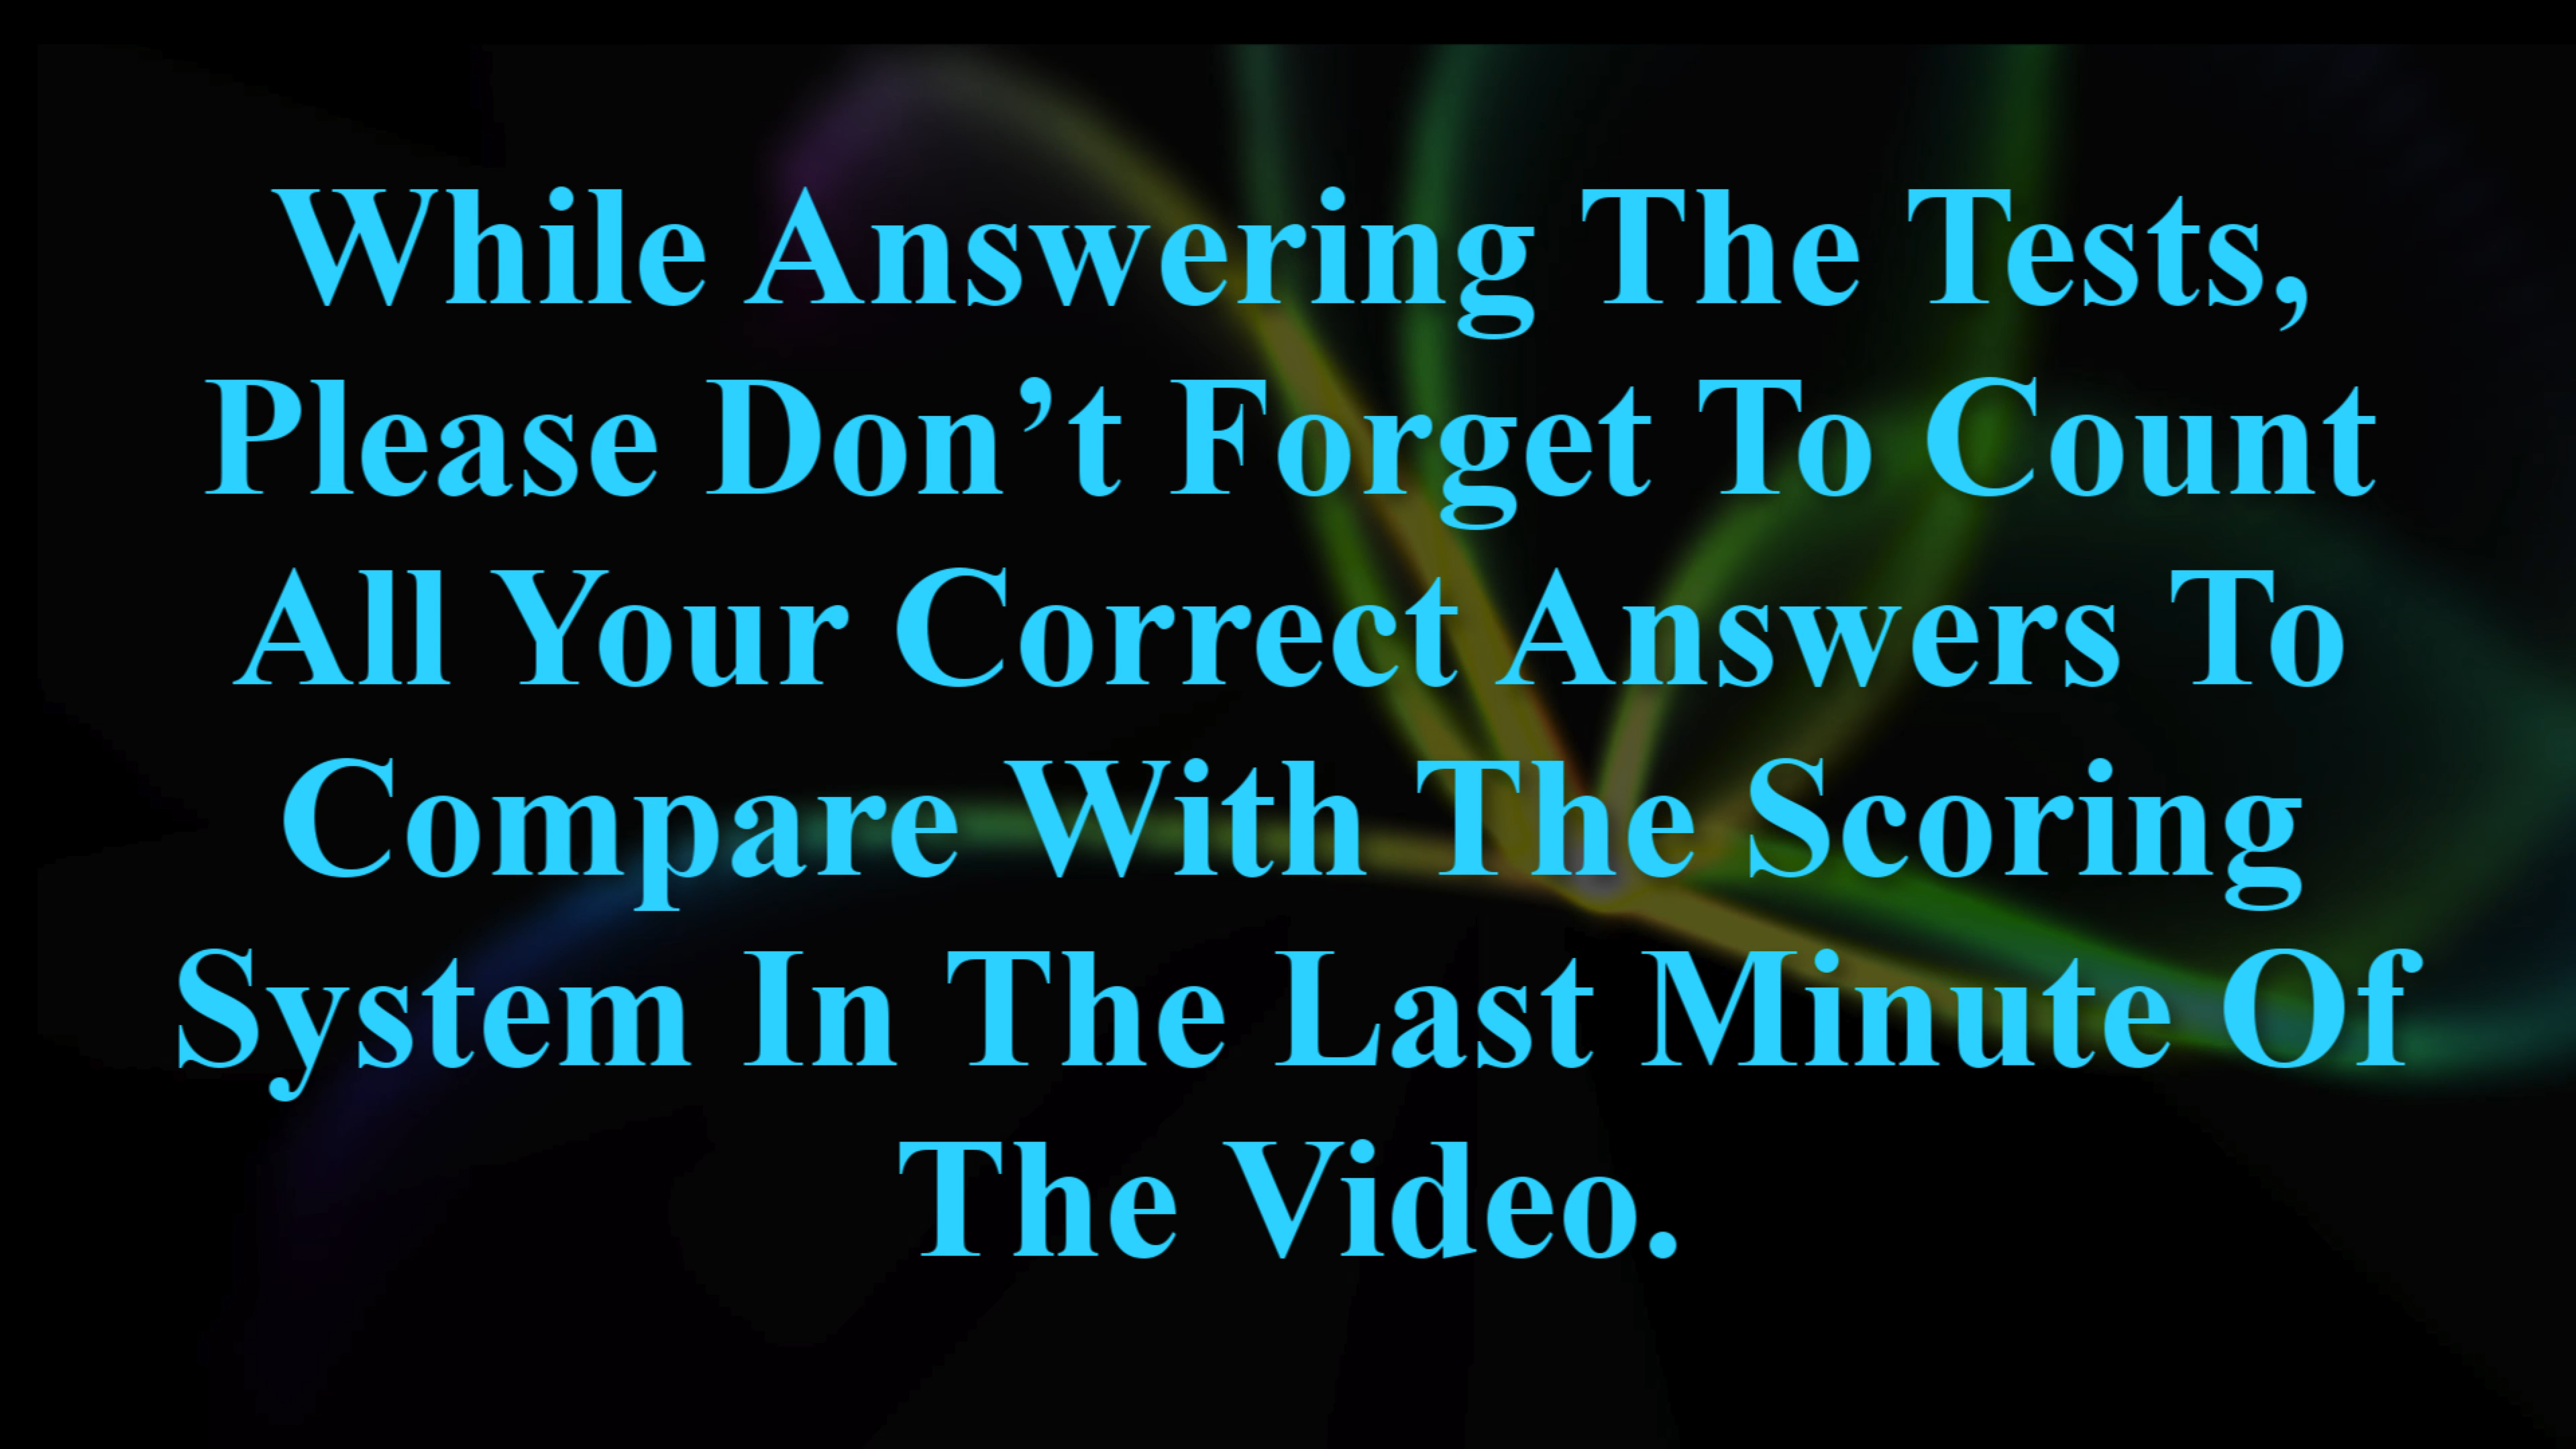 While Answering The Tests,
Please Don’t Forget To Count
All Your Correct Answers To
Compare With The Scoring
System In The Last Minute Of
The Video.